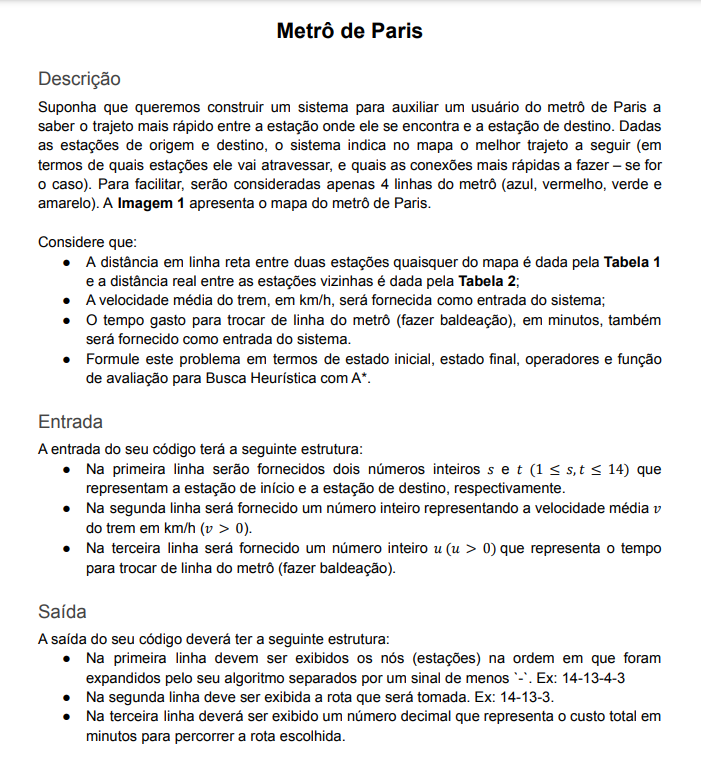 Metrô de Paris
Descrição
Suponha que queremos construir um sistema para auxiliar um usuário do metrô de Paris a
saber o trajeto mais rápido entre a estação onde ele se encontra e a estação de destino. Dadas
as estações de origem e destino, o sistema indica no mapa o melhor trajeto a seguir (em
termos de quais estações ele vai atravessar, e quais as conexões mais rápidas a fazer – se for
o caso). Para facilitar, serão consideradas apenas 4 linhas do metrô (azul, vermelho, verde e
amarelo). A Imagem 1 apresenta o mapa do metrô de Paris.
Considere que:
● A distância em linha reta entre duas estações quaisquer do mapa é dada pela Tabela 1
e a distância real entre as estações vizinhas é dada pela Tabela 2;
● A velocidade média do trem, em km/h, será fornecida como entrada do sistema;
● O tempo gasto para trocar de linha do metrô (fazer baldeação), em minutos, também
será fornecido como entrada do sistema.
● Formule este problema em termos de estado inicial, estado final, operadores e função
de avaliação para Busca Heurística com A*.
Entrada
A entrada do seu código terá a seguinte estrutura:
● Na primeira linha serão fornecidos dois números inteiros s e t (1 ≤ s, t ≤ 14) que
representam a estação de início e a estação de destino, respectivamente.
● Na segunda linha será fornecido um número inteiro representando a velocidade média v
do trem em km/h (v > 0).
● Na terceira linha será fornecido um número inteiro u (u > 0) que representa o tempo
para trocar de linha do metrô (fazer baldeação).
Saída
A saída do seu código deverá ter a seguinte estrutura:
● Na primeira linha devem ser exibidos os nós (estações) na ordem em que foram
expandidos pelo seu algoritmo separados por um sinal de menos `-`. Ex: 14-13-4-3
● Na segunda linha deve ser exibida a rota que será tomada. Ex: 14-13-3.
● Na terceira linha deverá ser exibido um número decimal que representa o custo total em
minutos para percorrer a rota escolhida.